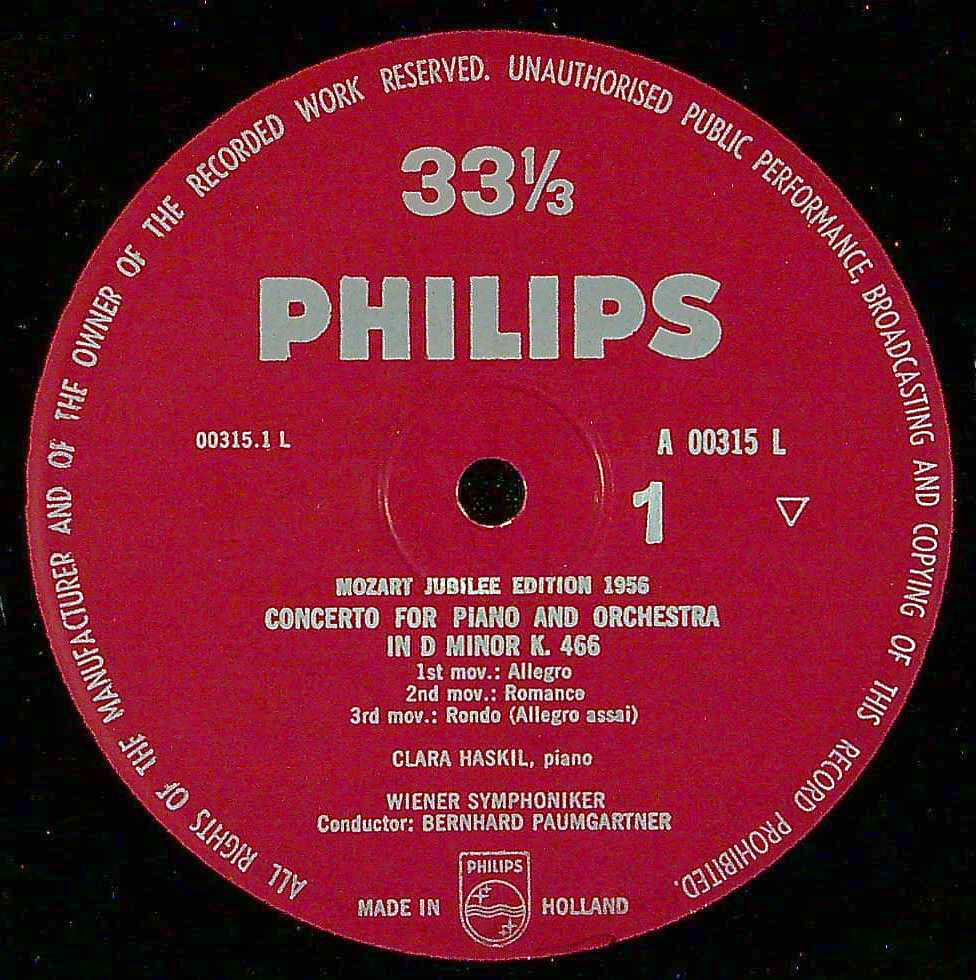 ALL RIGHTS OF THE MANUFACTURER AND OF THE OWNER OF THE RECORDED WORK RESERVED. UNAUTHORISED PUBLIC PERFORMANCE, BROADCASTING AND COPYING OF THIS RECORD PROHIBITED.
33⅓
PHILIPS
00315.1 L
A 00315 L
1
MOZART JUBILEE EDITION 1956
CONCERTO FOR PIANO AND ORCHESTRA
IN D MINOR K. 466
1st mov.: Allegro
2nd mov.: Romance
3rd mov.: Rondo (Allegro assai)
CLARA HASKIL, piano
WIENER SYMPHONIKER
Conductor: BERNHARD PAUMGARTNER
PHILIPS
MADE IN HOLLAND